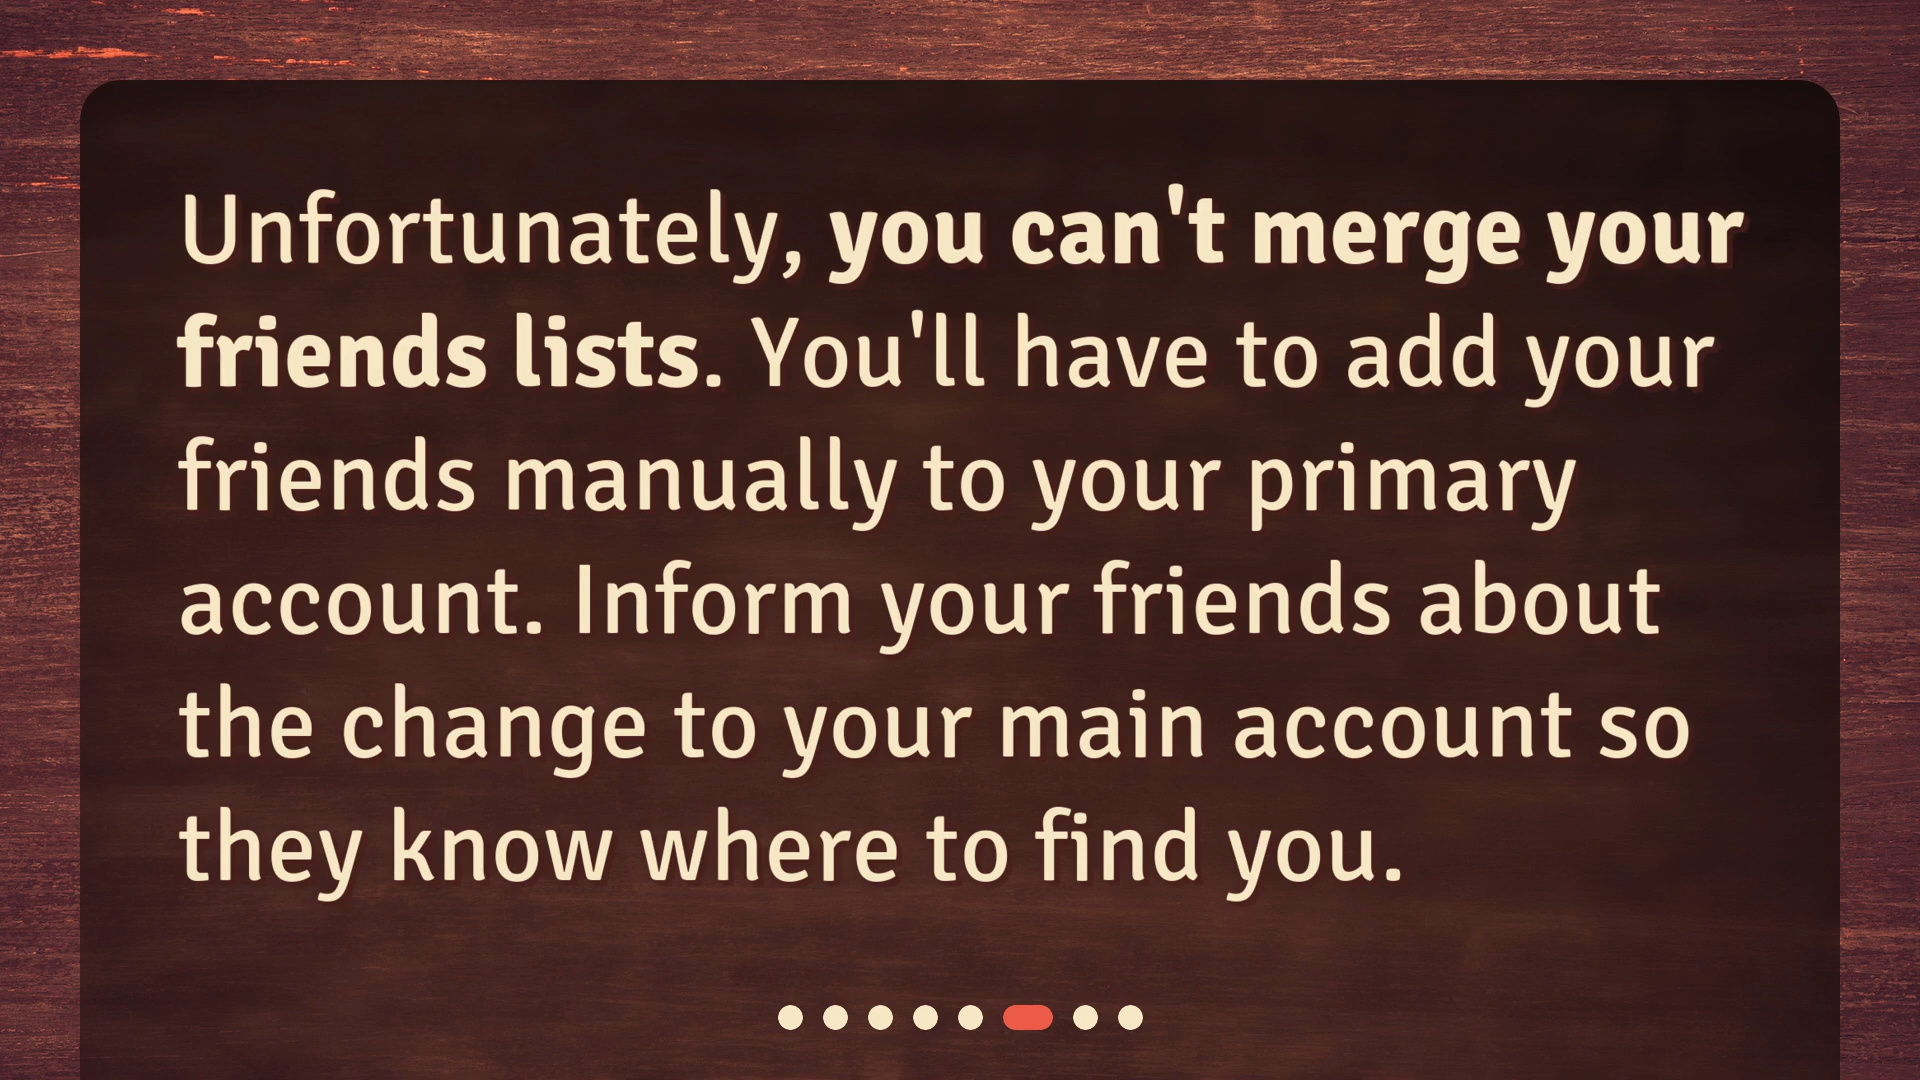 Unfortunately, you can't merge your
friends lists. You'll have to add your
friends manually to your primary
account. Inform your friends about
the change to your main account so
they know where to find you.